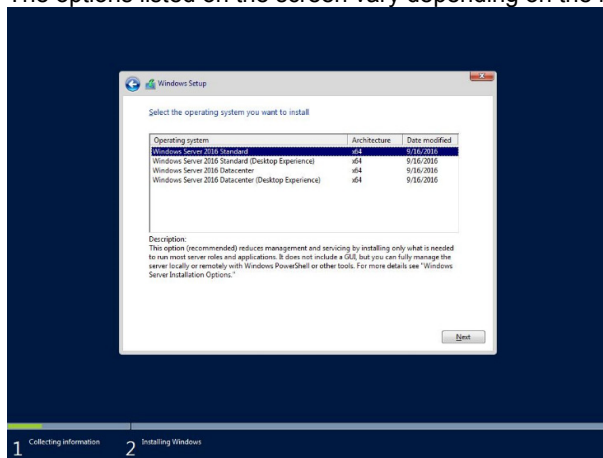 The options listed on the screen vary depending on the
Windows Setup
Select the operating system you want to install
Operating system Architecture Date modified
Windows Server 2016 Standard x64 9/16/2016
Windows Server 2016 Standard (Desktop Experience) x64 9/16/2016
Windows Server 2016 Datacenter x64 9/16/2016
Windows Server 2016 Datacenter (Desktop Experience) x64 9/16/2016
Description:
This option (recommended) reduces management and servicing by installing only what is needed
to run most server roles and applications. It does not include a GUI, but you can fully manage the
server locally or remotely with Windows PowerShell or other tools. For more details see "Windows
Server Installation Options."
Next
1 Collecting information 2 Installing Windows